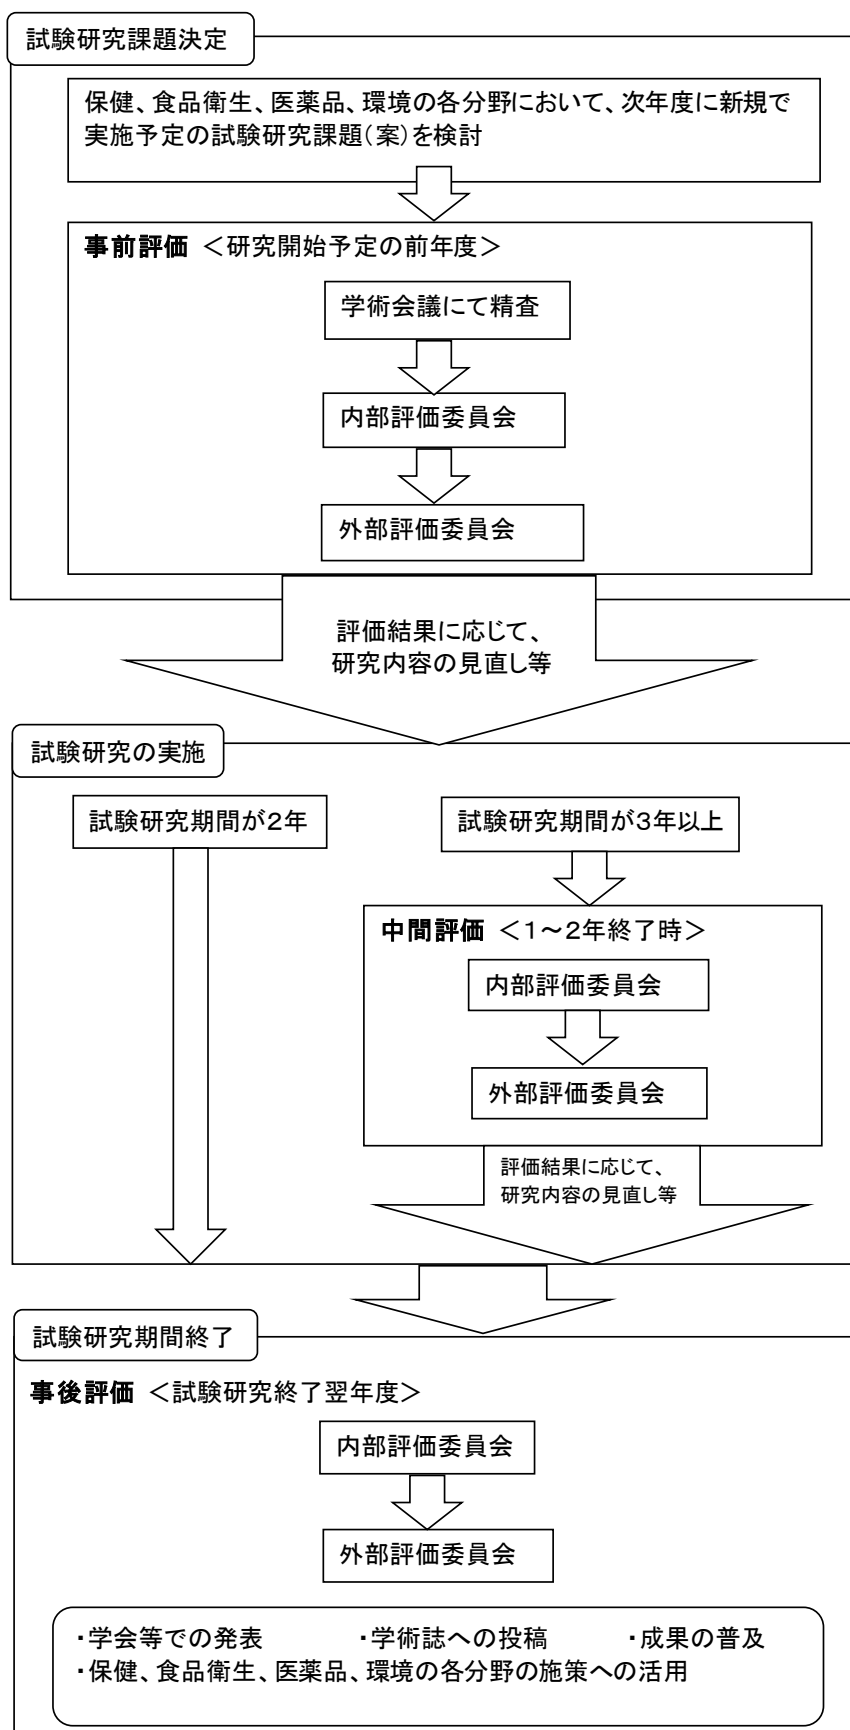 試験研究課題決定
保健、食品衛生、医薬品、環境の各分野において、次年度に新規で
実施予定の試験研究課題(案)を検討
事前評価 <研究開始予定の前年度>
学術会議にて精査
内部評価委員会
外部評価委員会
評価結果に応じて、
研究内容の見直し等
試験研究の実施
試験研究期間が2年
試験研究期間が3年以上
中間評価 <1~2年終了時>
内部評価委員会
外部評価委員会
評価結果に応じて、
研究内容の見直し等
試験研究期間終了
事後評価 <試験研究終了翌年度>
内部評価委員会
外部評価委員会
・学会等での発表 ・学術誌への投稿 ・成果の普及
・保健、食品衛生、医薬品、環境の各分野の施策への活用